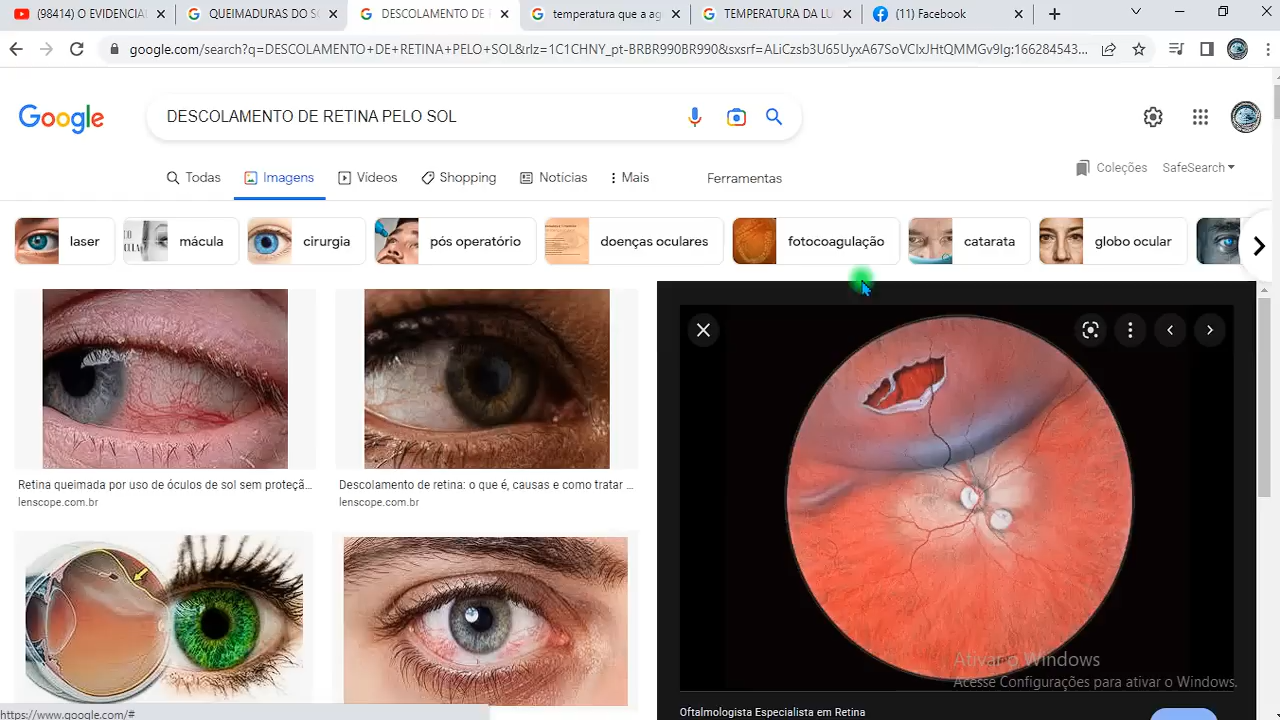 (98414) O EVIDENCIAL
QUEIMADURAS DO SO
DESCOLAMENTO DE R
temperatura que a ag
TEMPERATURA DA LU
(11) Facebook
google.com/search?q=DESCOLAMENTO+DE+RETINA+PELO+SOL&rlz=1C1CHNY_pt-BRBR990BR990&sxsrf=ALiCzsb3U65UyxA67SoVClxJHtQMMGv9lg:166284543...
Google
DESCOLAMENTO DE RETINA PELO SOL
Todas
Imagens
Vídeos
Shopping
Notícias
Mais
Ferramentas
Coleções
SafeSearch
laser
mácula
cirurgia
pós operatório
doenças oculares
fotocoagulação
catarata
globo ocular
Retina queimada por uso de óculos de sol sem proteçã...
lenscope.com.br
Descolamento de retina: o que é, causas e como tratar ...
lenscope.com.br
Ativar o Windows
Acesse Configurações para ativar o Windows.
Oftalmologista Especialista em Retina
https://www.google.com/#